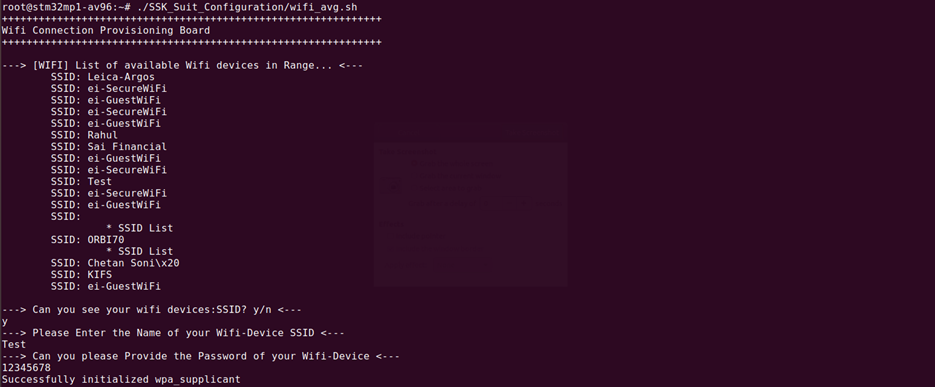 root@stm32mp1-av96:~# ./SSK_Suit_Configuration/wifi_avg.sh
++++++++++++++++++++++++++++++++++++++++++++++++++++++++++++++
Wifi Connection Provisioning Board
++++++++++++++++++++++++++++++++++++++++++++++++++++++++++++++
---> [WIFI] List of available Wifi devices in Range... <---
SSID: Leica-Argos
SSID: ei-SecureWiFi
SSID: ei-GuestWiFi
SSID: ei-SecureWiFi
SSID: ei-GuestWiFi
SSID: Rahul
SSID: Sai Financial
SSID: ei-GuestWiFi
SSID: ei-SecureWiFi
SSID: Test
SSID: ei-SecureWiFi
SSID: ei-GuestWiFi
SSID:
* SSID List
SSID: ORBI70
* SSID List
SSID: Chetan Soni\x20
SSID: KIFS
SSID: ei-GuestWiFi
---> Can you see your wifi devices:SSID? y/n <---
y
---> Please Enter the Name of your Wifi-Device SSID <---
Test
---> Can you please Provide the Password of your Wifi-Device <---
12345678
Successfully initialized wpa_supplicant